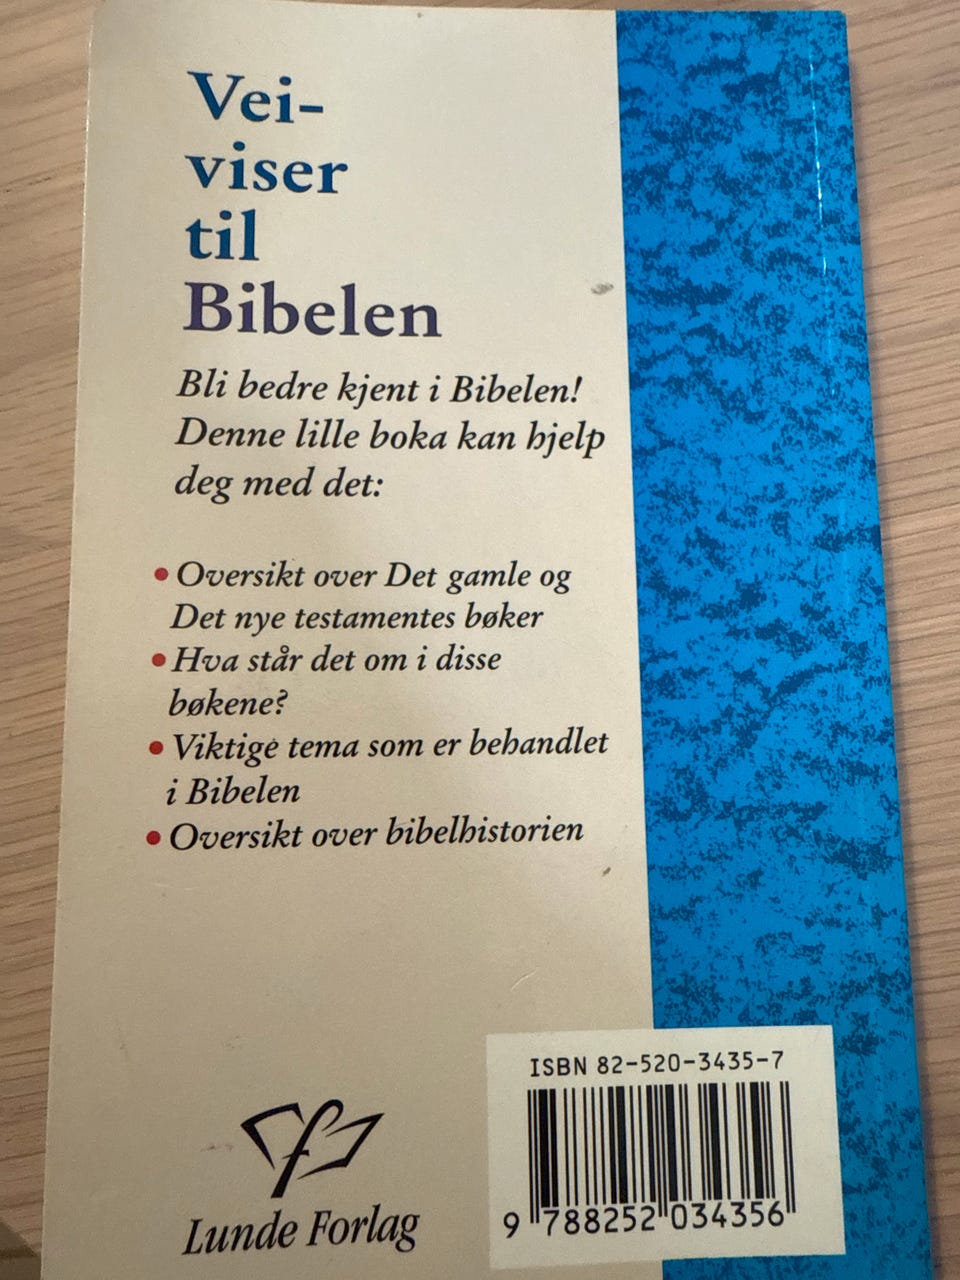 Vei-
viser
til
Bibelen
Bli bedre kjent i Bibelen!
Denne lille boka kan hjelp
deg med det:
• Oversikt over Det gamle og
Det nye testamentes bøker
• Hva står det om i disse
bøkene?
• Viktige tema som er behandlet
i Bibelen
• Oversikt over bibelhistorien
ISBN 82-520-3435-7
9 788252 034356
Lunde Forlag